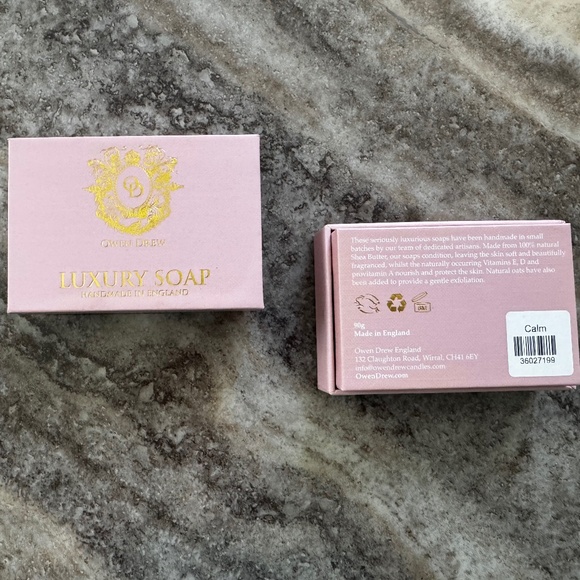 OD
OWEN DREW
LUXURY SOAP
HANDMADE IN ENGLAND
These seriously luxurious soaps have been handmade in small
batches by our team of dedicated artisans. Made from 100% natural
Shea Butter, our soaps condition, leaving the skin soft and beautifully
fragranced, whilst the naturally occurring Vitamins E, D and
provitamin A nourish and protect the skin. Natural oats have also
been added to provide a gentle exfoliation.
80g
Made in England
Owen Drew England
132 Claughton Road, Wirral, CH41 6EY
info@owendrewcandles.com
OwenDrew.com
Calm
36027199